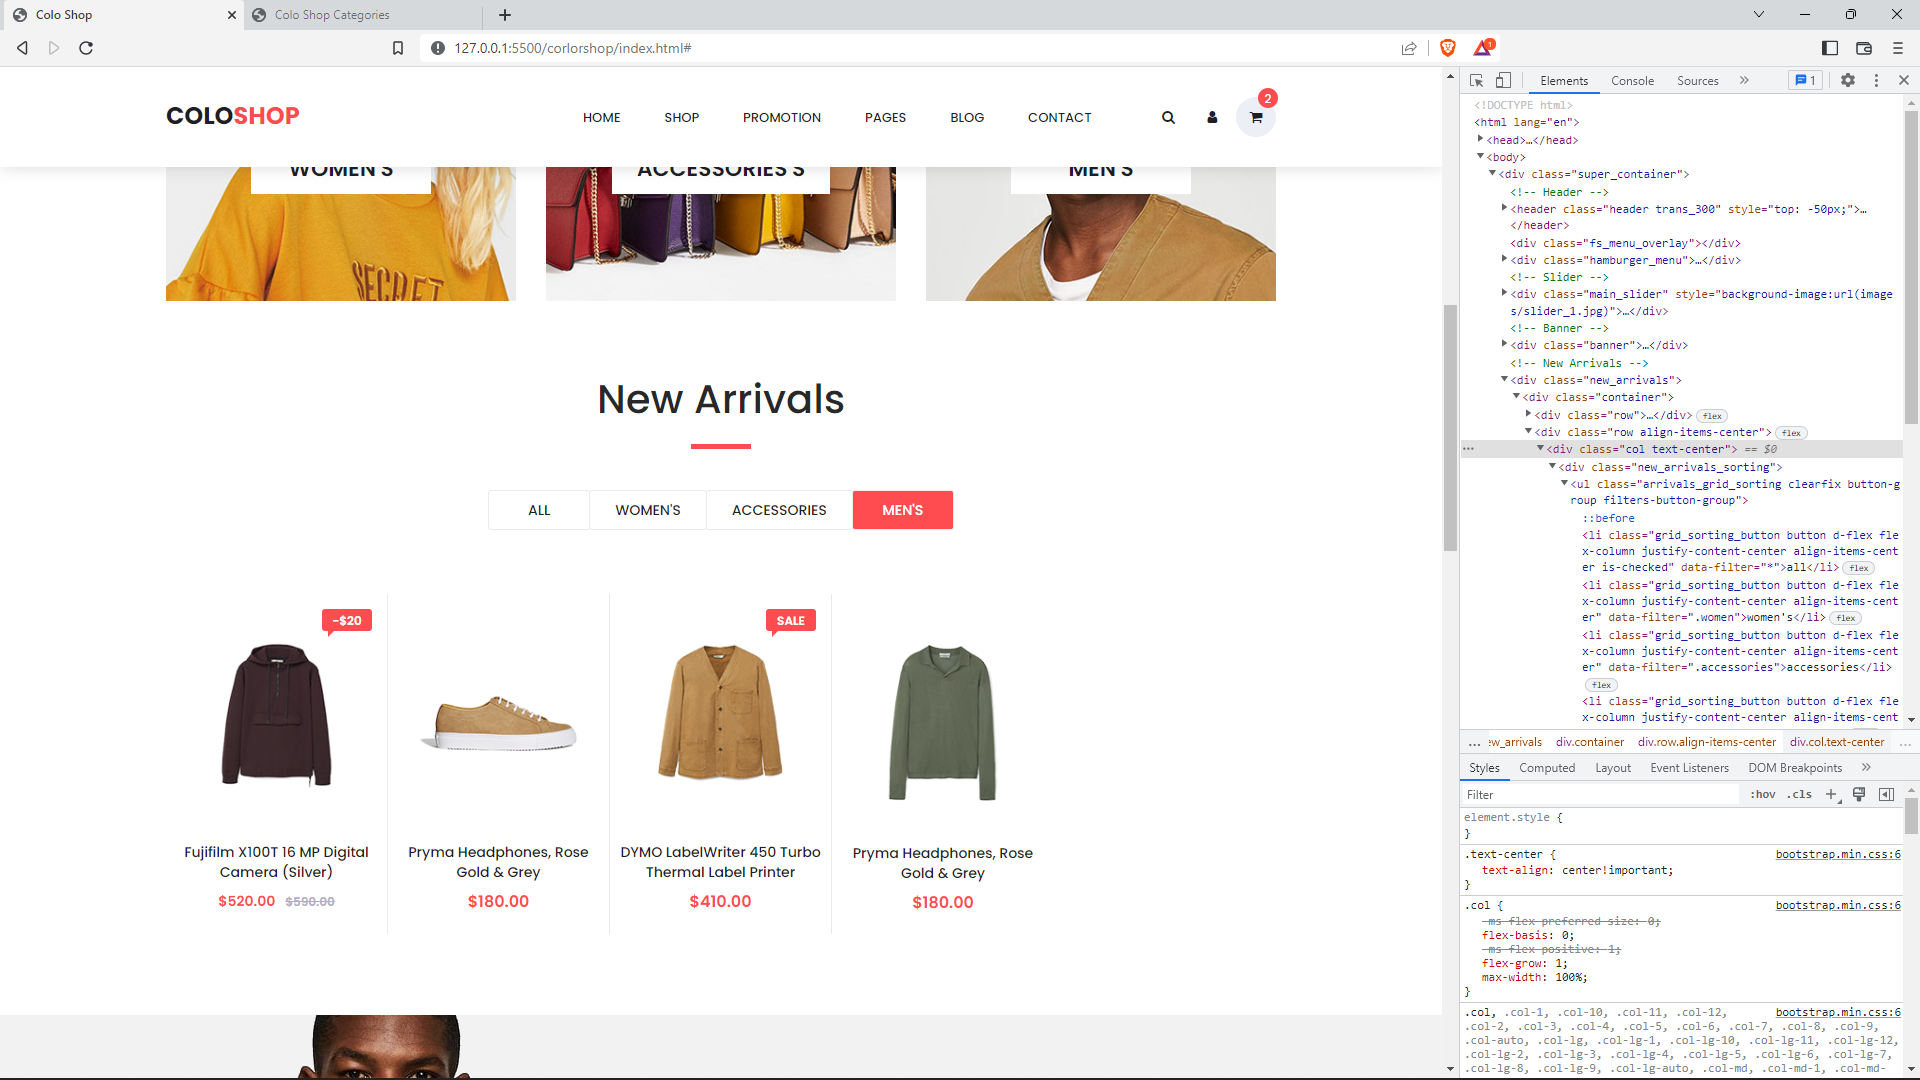 Colo Shop
Colo Shop Categories
127.0.0.1:5500/corlorshop/index.html#
1
COLOSHOP
HOME
SHOP
PROMOTION
PAGES
BLOG
CONTACT
2
WOMEN'S
ACCESSORIES'S
MEN'S
SECRET
New Arrivals
ALL
WOMEN'S
ACCESSORIES
MEN'S
-$20
SALE
Fujifilm X100T 16 MP Digital
Camera (Silver)
$520.00 $590.00
Pryma Headphones, Rose
Gold & Grey
$180.00
DYMO LabelWriter 450 Turbo
Thermal Label Printer
$410.00
Pryma Headphones, Rose
Gold & Grey
$180.00
Elements Console Sources » 1
<!DOCTYPE html>
<html lang="en">
<head>…</head>
<body>
<div class="super_container">
<!-- Header -->
<header class="header trans_300" style="top: -50px;">…
</header>
<div class="fs_menu_overlay"></div>
<div class="hamburger_menu">…</div>
<!-- Slider -->
<div class="main_slider" style="background-image:url(image
s/slider_1.jpg)">…</div>
<!-- Banner -->
<div class="banner">…</div>
<!-- New Arrivals -->
<div class="new_arrivals">
<div class="container">
<div class="row">…</div> flex
<div class="row align-items-center"> flex
… <div class="col text-center"> == $0
<div class="new_arrivals_sorting">
<ul class="arrivals_grid_sorting clearfix button-g
roup filters-button-group">
::before
<li class="grid_sorting_button button d-flex fle
x-column justify-content-center align-items-cent
er is-checked" data-filter="*">all</li> flex
<li class="grid_sorting_button button d-flex fle
x-column justify-content-center align-items-cent
er" data-filter=".women">women's</li> flex
<li class="grid_sorting_button button d-flex fle
x-column justify-content-center align-items-cent
er" data-filter=".accessories">accessories</li>
flex
<li class="grid_sorting_button button d-flex fle
x-column justify-content-center align-items-cent
… ew_arrivals div.container div.row.align-items-center div.col.text-center …
Styles Computed Layout Event Listeners DOM Breakpoints »
Filter :hov .cls +
element.style {
}
.text-center { bootstrap.min.css:6
text-align: center!important;
}
.col { bootstrap.min.css:6
-ms-flex-preferred-size: 0;
flex-basis: 0;
-ms-flex-positive: 1;
flex-grow: 1;
max-width: 100%;
}
.col, .col-1, .col-10, .col-11, .col-12, bootstrap.min.css:6
.col-2, .col-3, .col-4, .col-5, .col-6, .col-7, .col-8, .col-9,
.col-auto, .col-lg, .col-lg-1, .col-lg-10, .col-lg-11, .col-lg-12,
.col-lg-2, .col-lg-3, .col-lg-4, .col-lg-5, .col-lg-6, .col-lg-7,
.col-lg-8, .col-lg-9, .col-lg-auto, .col-md, .col-md-1, .col-md-